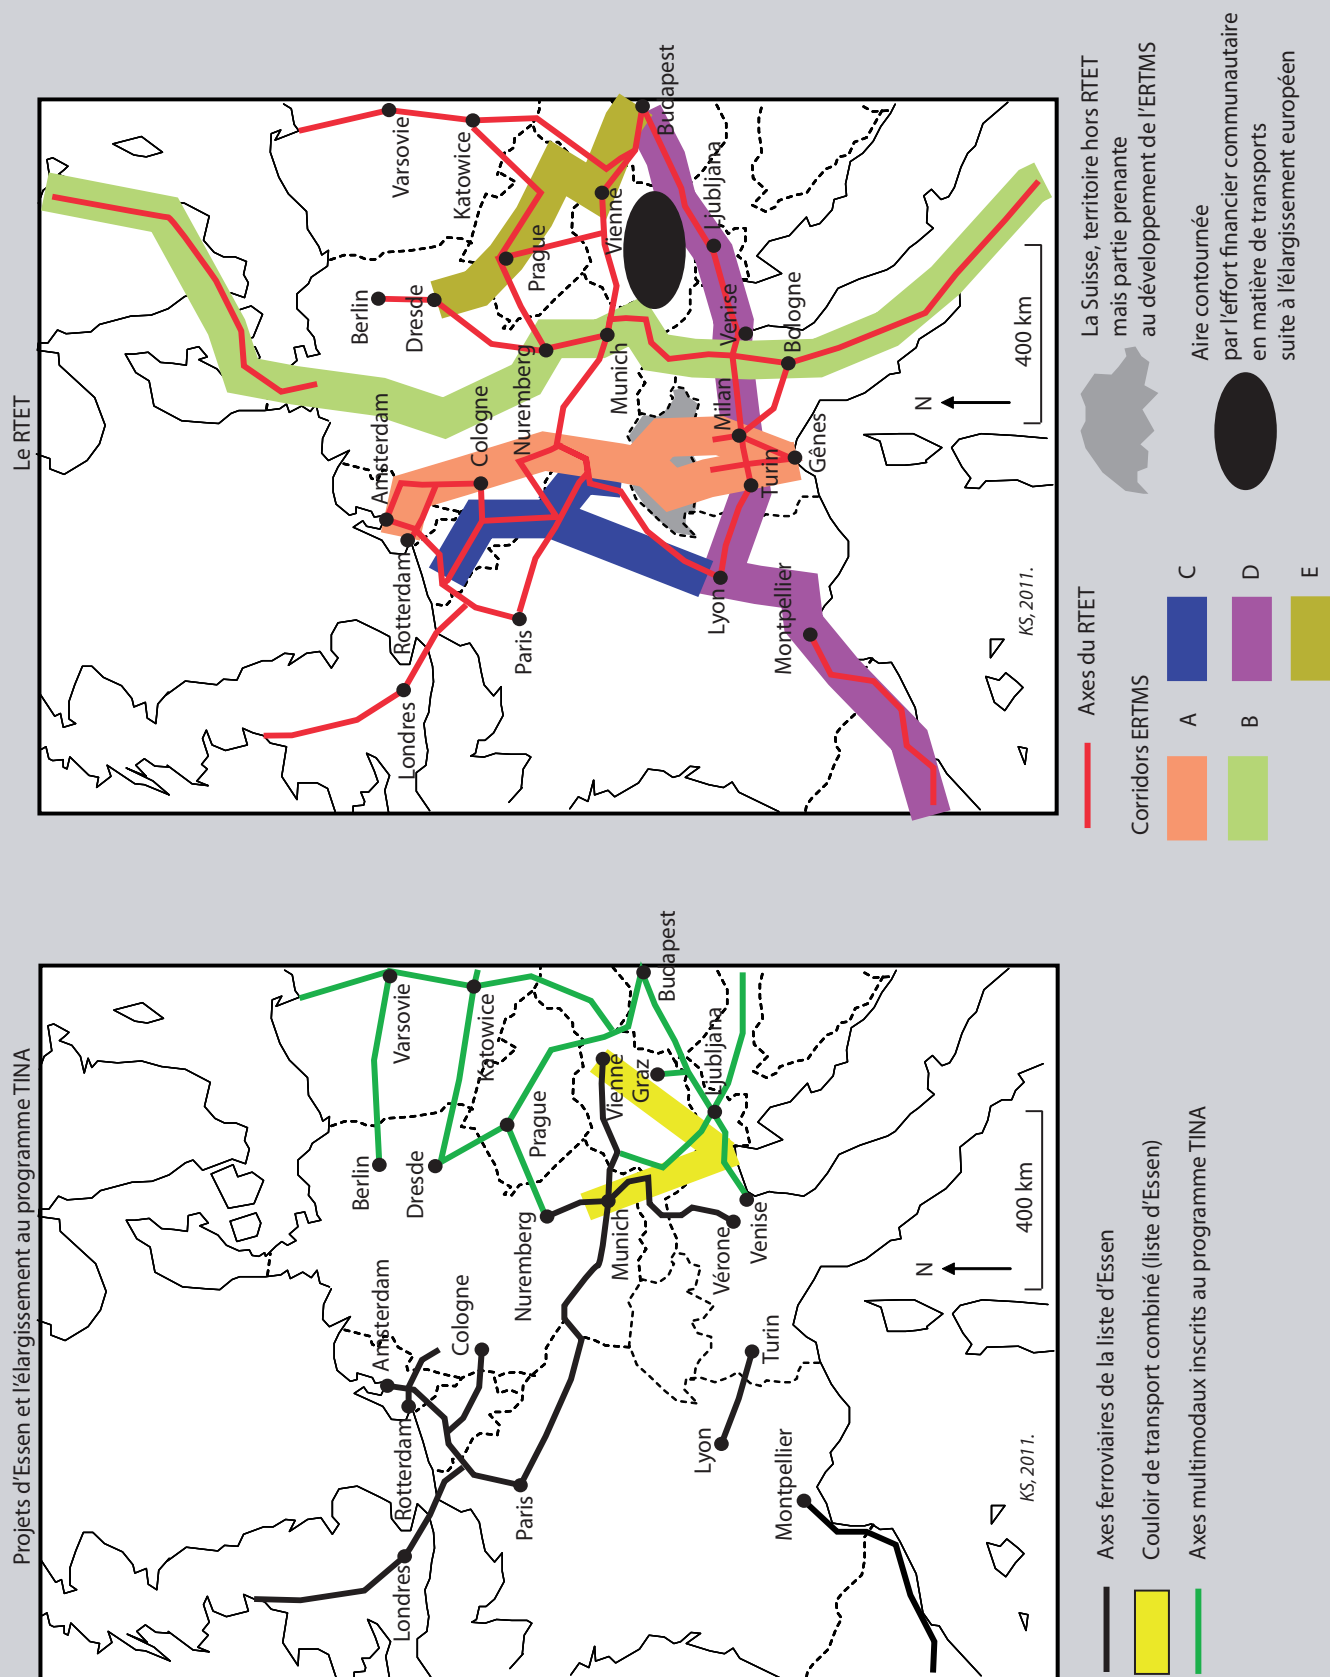 Projets d'Essen et l'élargissement au programme TINA
Londres
Rotterdam
Amsterdam
Cologne
Paris
Berlin
Dresde
Varsovie
Katowice
Prague
Nuremberg
Munich
Vienne
Graz
Budapest
Ljubljana
Vérone
Venise
Turin
Lyon
Montpellier
N
400 km
KS, 2011.
Axes ferroviaires de la liste d'Essen
Couloir de transport combiné (liste d'Essen)
Axes multimodaux inscrits au programme TINA
Le RTET
Londres
Rotterdam
Amsterdam
Cologne
Paris
Berlin
Dresde
Varsovie
Katowice
Prague
Nuremberg
Munich
Vienne
Budapest
Ljubljana
Venise
Milan
Bologne
Gênes
Turin
Lyon
Montpellier
N
400 km
KS, 2011.
Axes du RTET
Corridors ERTMS
A
B
C
D
E
La Suisse, territoire hors RTET
mais partie prenante
au développement de l'ERTMS
Aire contournée
par l'effort financier communautaire
en matière de transports
suite à l'élargissement européen